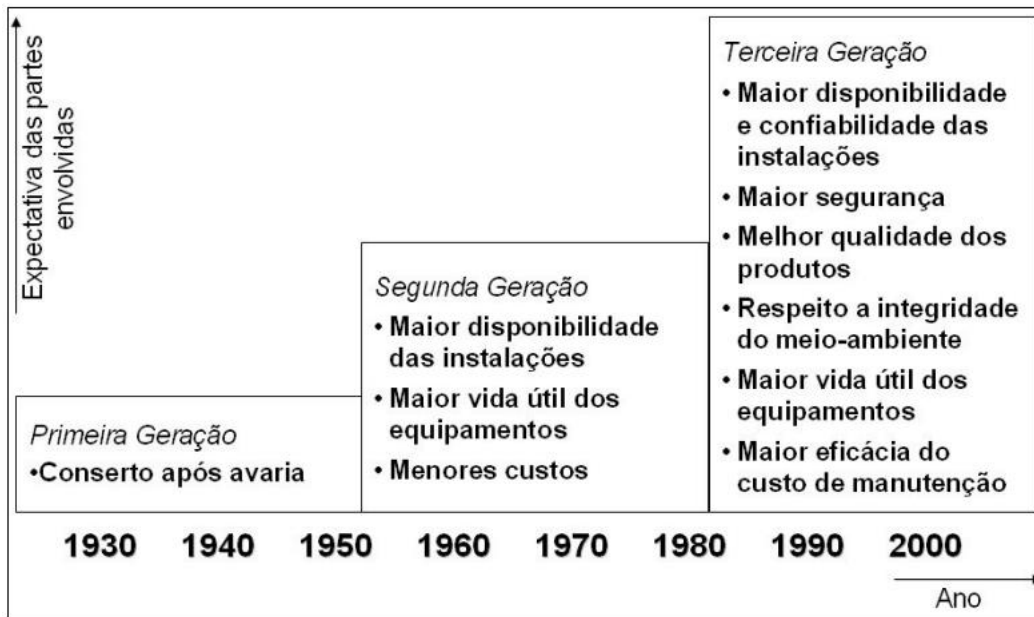 Expectativa das partes
envolvidas
Primeira Geração
•Conserto após avaria
Segunda Geração
• Maior disponibilidade
das instalações
• Maior vida útil dos
equipamentos
• Menores custos
Terceira Geração
• Maior disponibilidade
e confiabilidade das
instalações
• Maior segurança
• Melhor qualidade dos
produtos
• Respeito a integridade
do meio-ambiente
• Maior vida útil dos
equipamentos
• Maior eficácia do
custo de manutenção
1930 1940 1950 1960 1970 1980 1990 2000
Ano